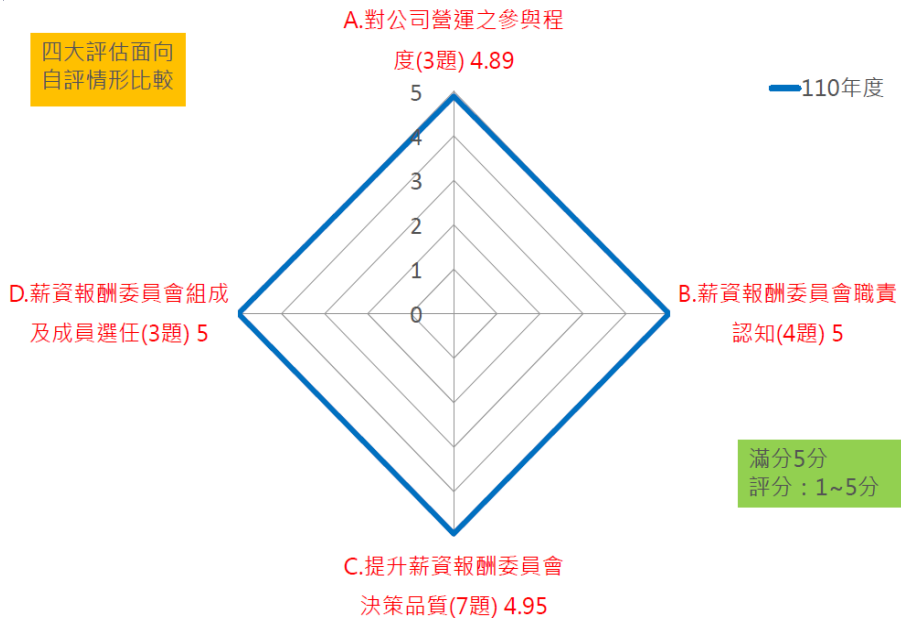 A.對公司營運之參與程
度(3題) 4.89
四大評估面向
自評情形比較
110年度
5
4
3
2
1
0
D.薪資報酬委員會組成
及成員選任(3題) 5
B.薪資報酬委員會職責
認知(4題) 5
滿分5分
評分：1~5分
C.提升薪資報酬委員會
決策品質(7題) 4.95